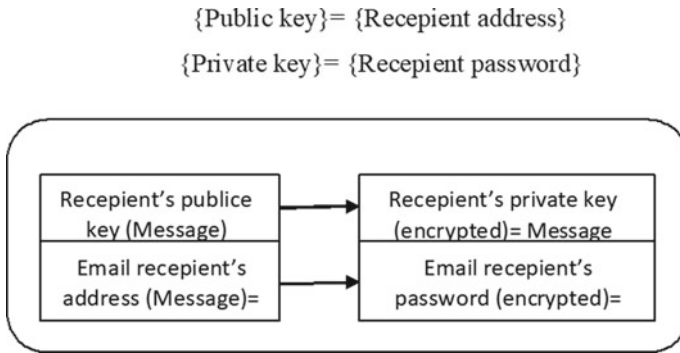 {Public key}= {Recepient address}
{Private key}= {Recepient password}
Recepient's publice
key (Message)
Recepient's private key
(encrypted)= Message
Email recepient's
address (Message)=
Email recepient's
password (encrypted)=